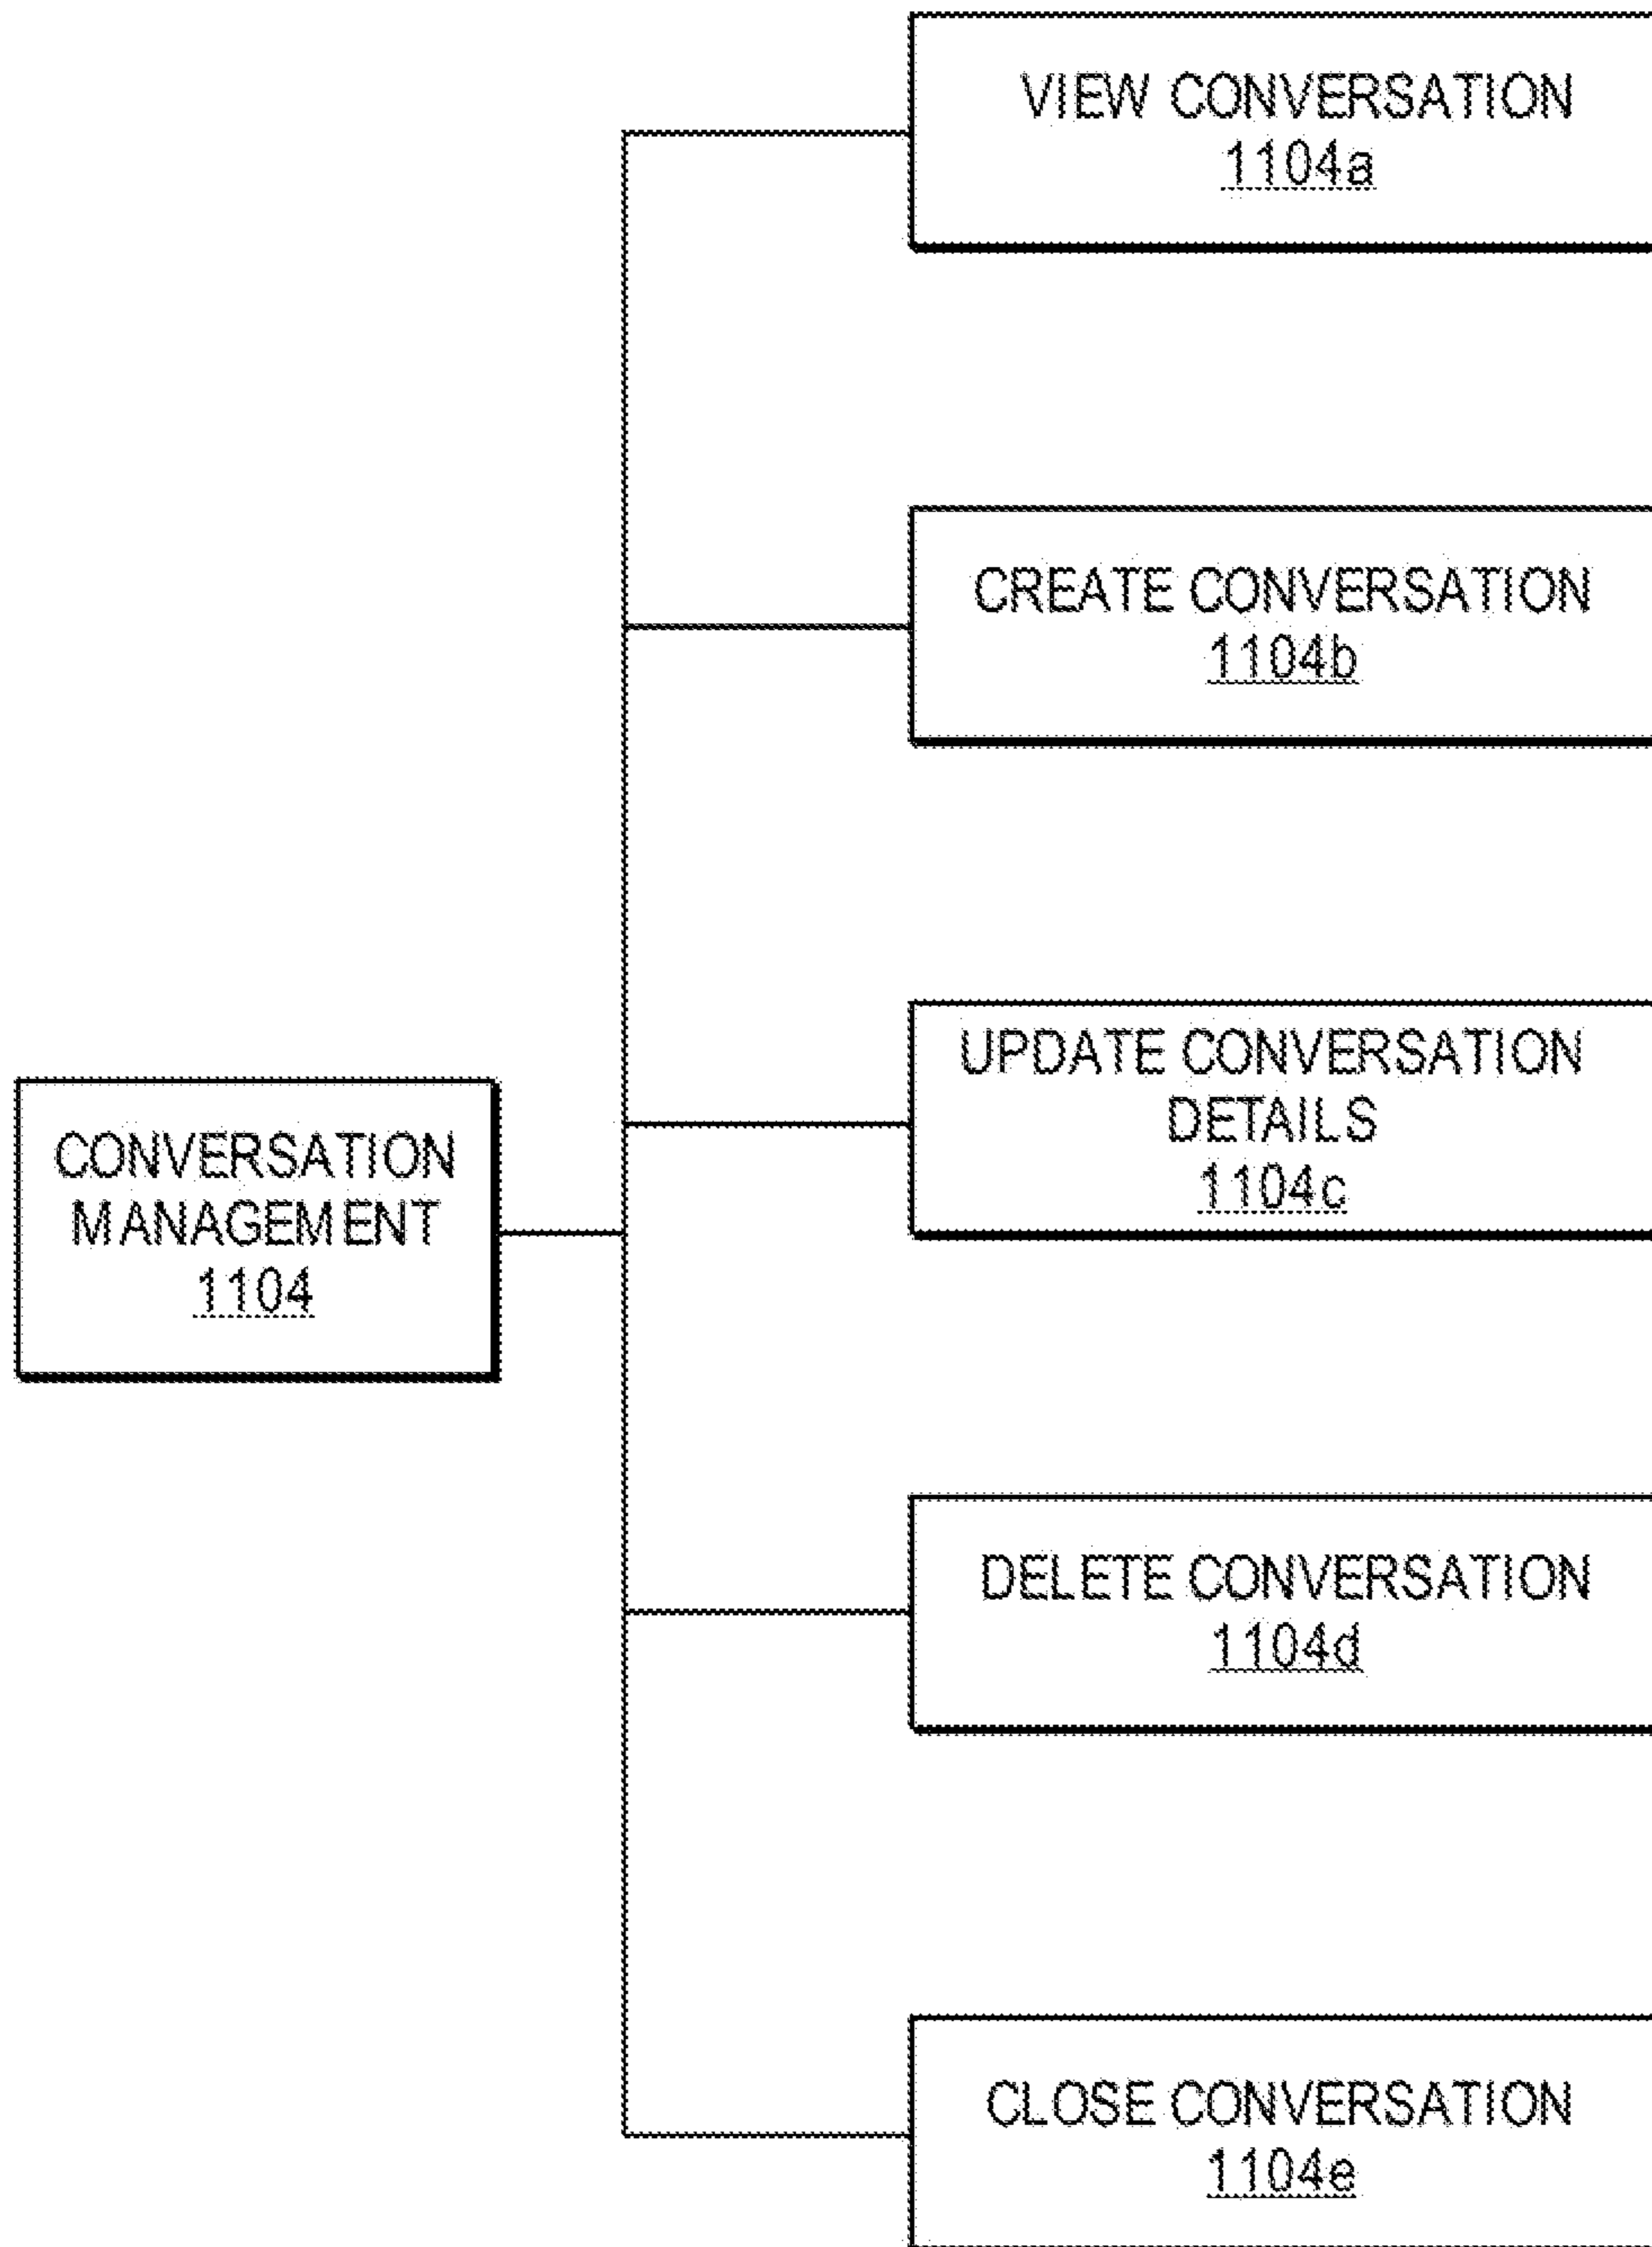 VIEW CONVERSATION
1104a
CREATE CONVERSATION
1104b
UPDATE CONVERSATION
DETAILS
1104c
CONVERSATION
MANAGEMENT
1104
DELETE CONVERSATION
1104d
CLOSE CONVERSATION
1104e